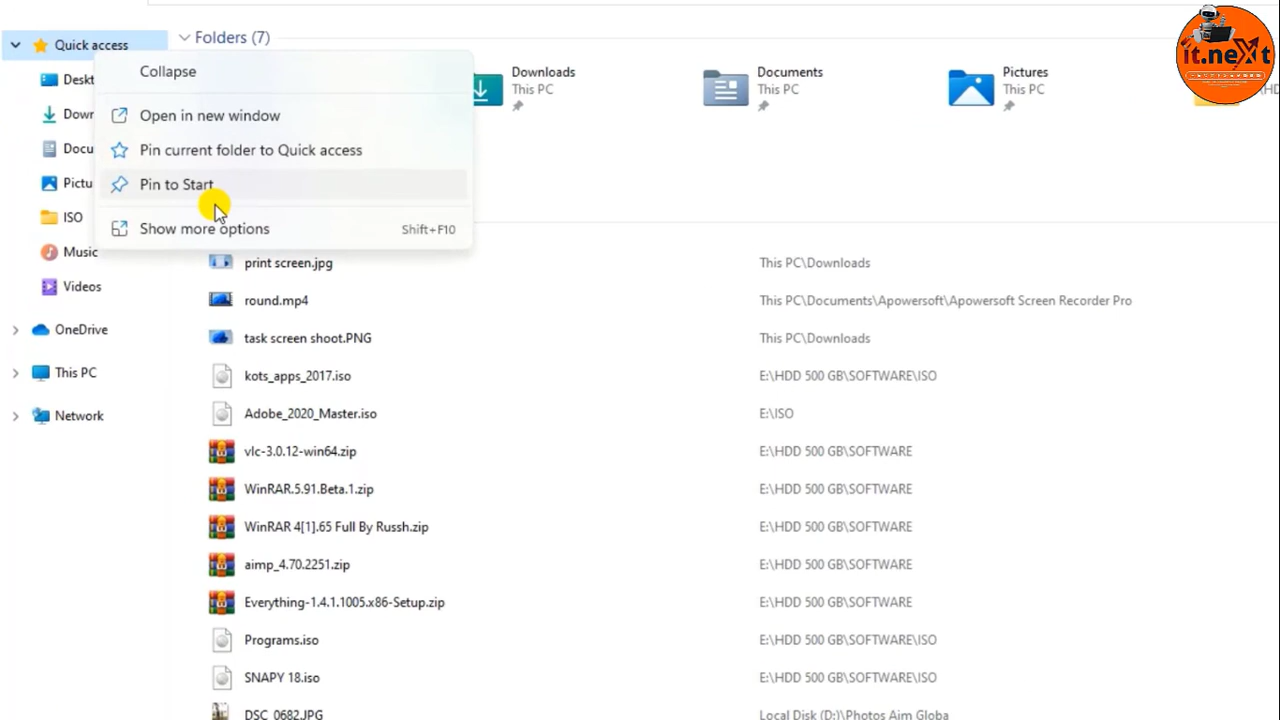 Quick access
Folders (7)
Collapse
Open in new window
Pin current folder to Quick access
Pin to Start
Show more options Shift+F10
Deskt
Dowr
Docu
Pictu
ISO
Music
Videos
OneDrive
This PC
Network
Downloads
This PC
Documents
This PC
Pictures
This PC
it.neXt
print screen.jpg This PC\Downloads
round.mp4 This PC\Documents\Apowersoft\Apowersoft Screen Recorder Pro
task screen shoot.PNG This PC\Downloads
kots_apps_2017.iso E:\HDD 500 GB\SOFTWARE\ISO
Adobe_2020_Master.iso E:\ISO
vlc-3.0.12-win64.zip E:\HDD 500 GB\SOFTWARE
WinRAR.5.91.Beta.1.zip E:\HDD 500 GB\SOFTWARE
WinRAR 4[1].65 Full By Russh.zip E:\HDD 500 GB\SOFTWARE
aimp_4.70.2251.zip E:\HDD 500 GB\SOFTWARE
Everything-1.4.1.1005.x86-Setup.zip E:\HDD 500 GB\SOFTWARE
Programs.iso E:\HDD 500 GB\SOFTWARE\ISO
SNAPY 18.iso E:\HDD 500 GB\SOFTWARE\ISO
DSC_0682.JPG Local Disk (D:)\Photos Aim Globa